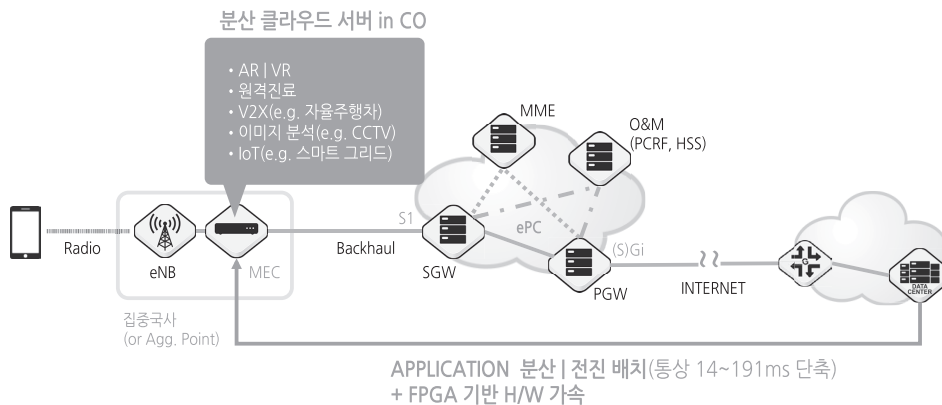 분산 클라우드 서버 in CO
• AR | VR
• 원격진료
• V2X(e.g. 자율주행차)
• 이미지 분석(e.g. CCTV)
• IoT(e.g. 스마트 그리드)
MME
O&M
(PCRF, HSS)
S1
ePC
(S)Gi
Radio
eNB
MEC
Backhaul
SGW
PGW
INTERNET
G
DATA
CENTER
집중국사
(or Agg. Point)
APPLICATION 분산 | 전진 배치(통상 14~191ms 단축)
+ FPGA 기반 H/W 가속